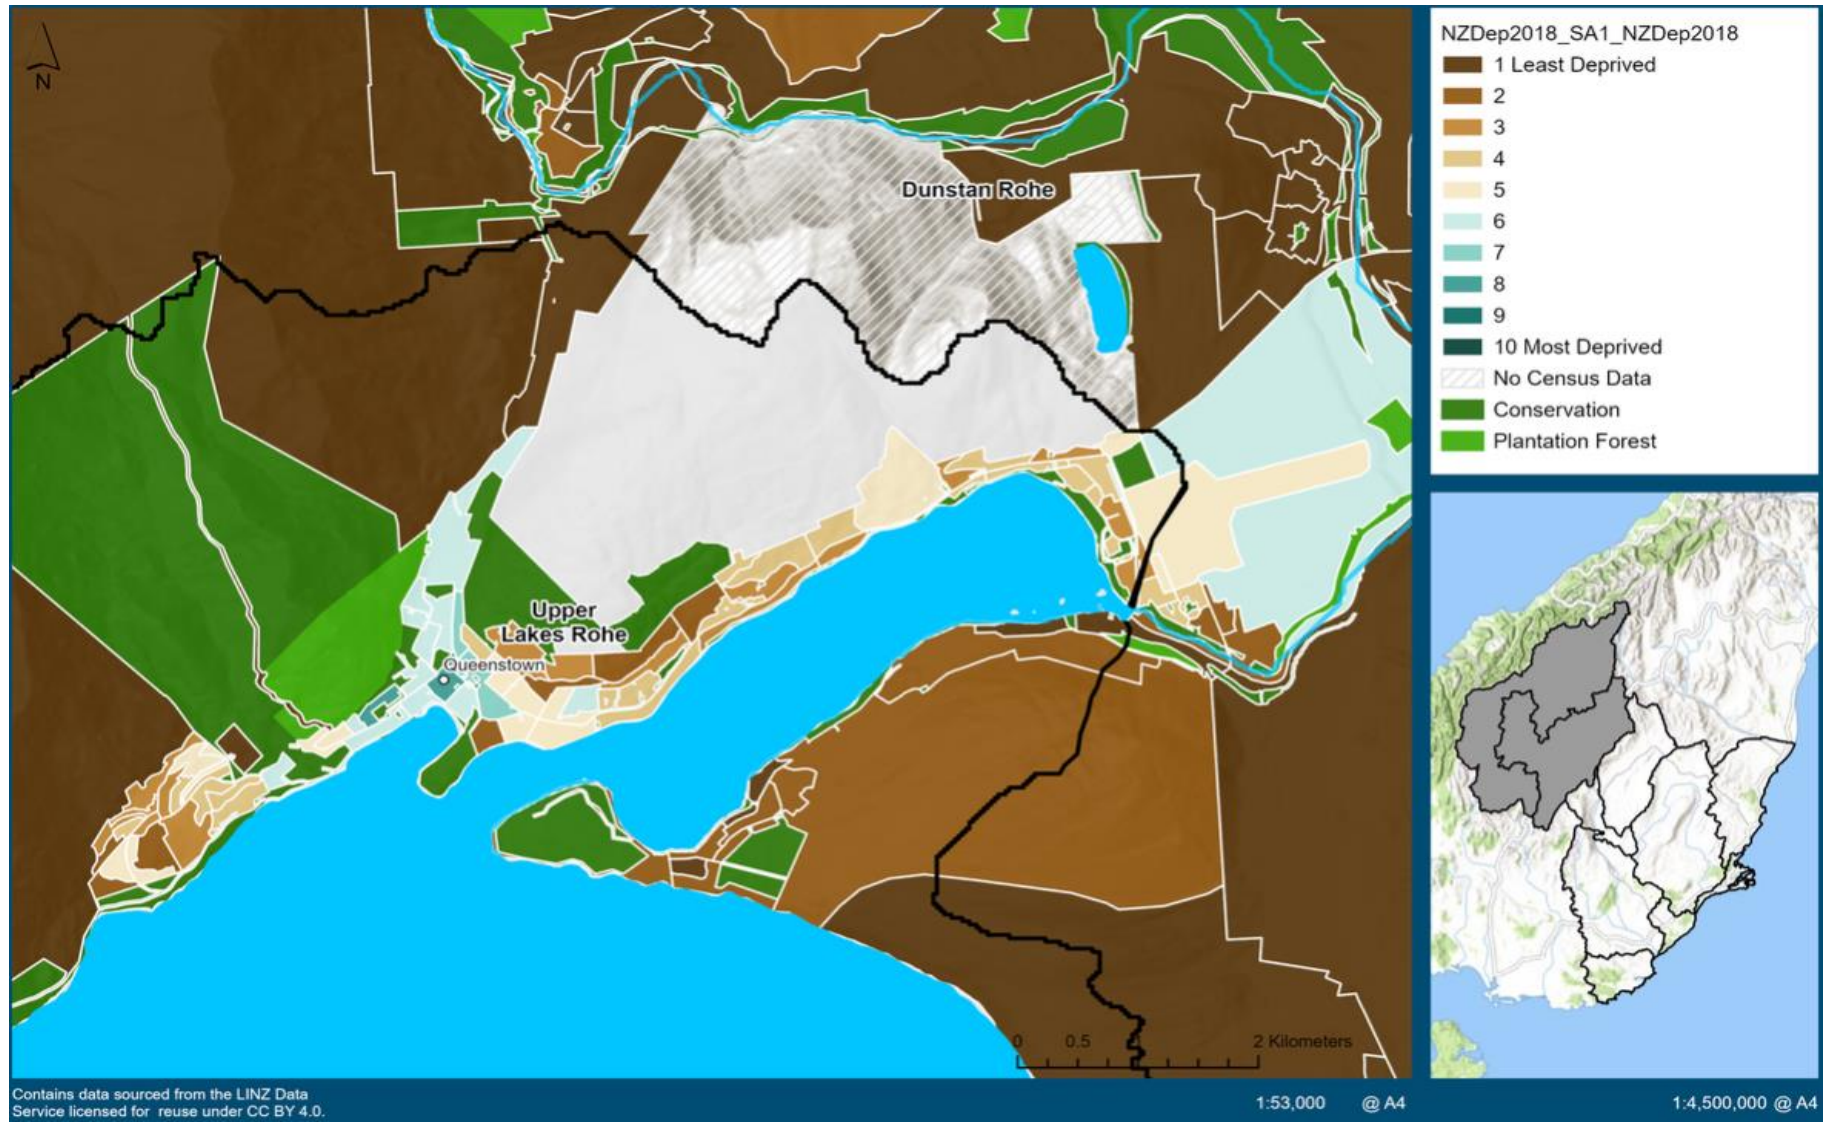 N
Dunstan Rohe
Upper
Lakes Rohe
Queenstown
0 0.5 1 2 Kilometers
Contains data sourced from the LINZ Data
Service licensed for reuse under CC BY 4.0.
1:53,000 @ A4
NZDep2018_SA1_NZDep2018
1 Least Deprived
2
3
4
5
6
7
8
9
10 Most Deprived
No Census Data
Conservation
Plantation Forest
1:4,500,000 @ A4